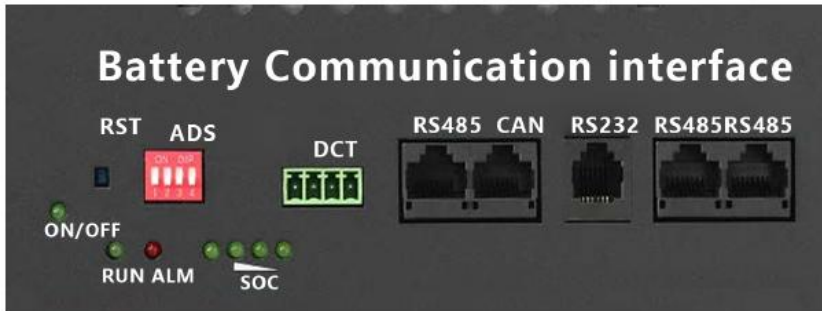 Battery Communication interface
RST ADS DCT RS485 CAN RS232 RS485RS485
ON DIP
1 2 3 4
ON/OFF
RUN ALM SOC